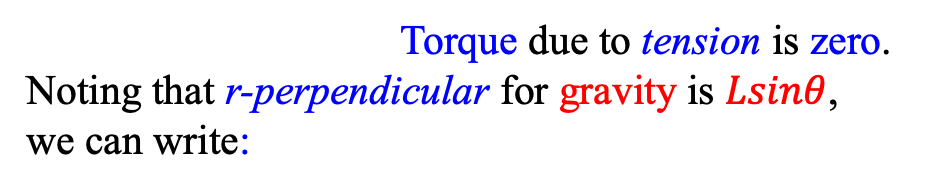 Torque due to tension is zero.
Noting that r-perpendicular for gravity is Lsinθ,
we can write: